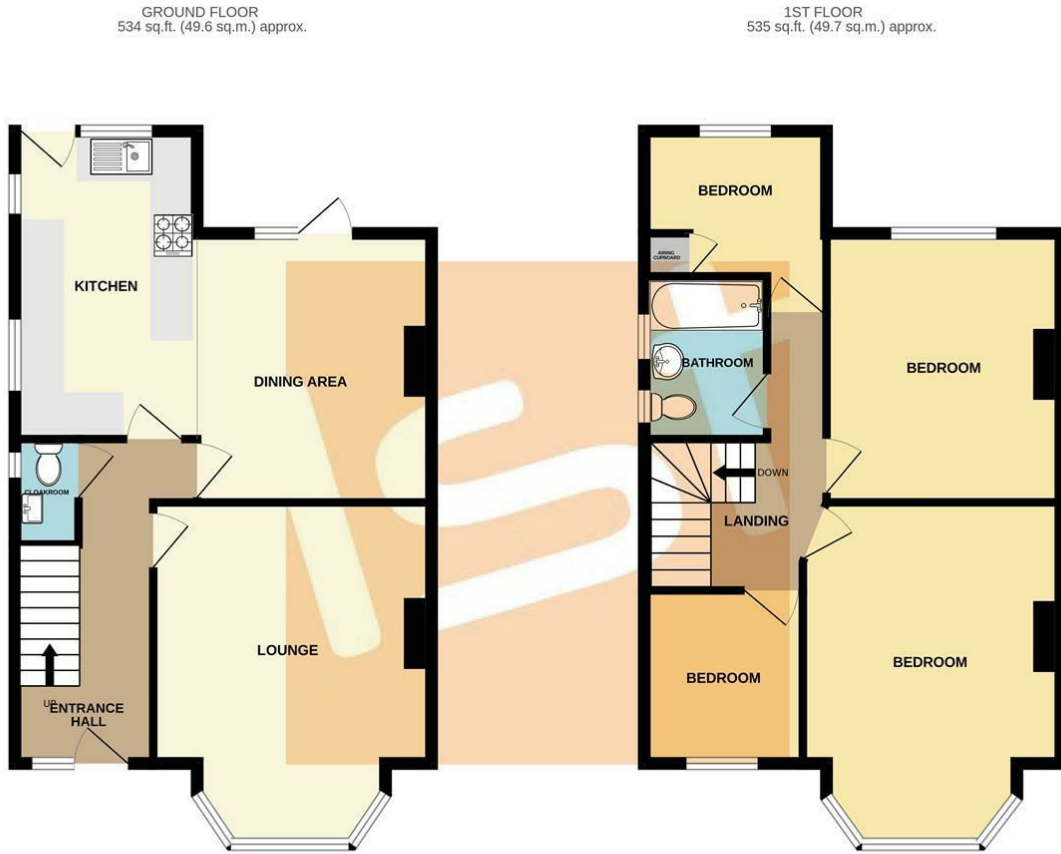 GROUND FLOOR
534 sq.ft. (49.6 sq.m.) approx.
1ST FLOOR
535 sq.ft. (49.7 sq.m.) approx.
KITCHEN
DINING AREA
CLOAKROOM
LOUNGE
UP
ENTRANCE
HALL
BEDROOM
AIRING
CUPBOARD
BATHROOM
BEDROOM
DOWN
LANDING
BEDROOM
BEDROOM